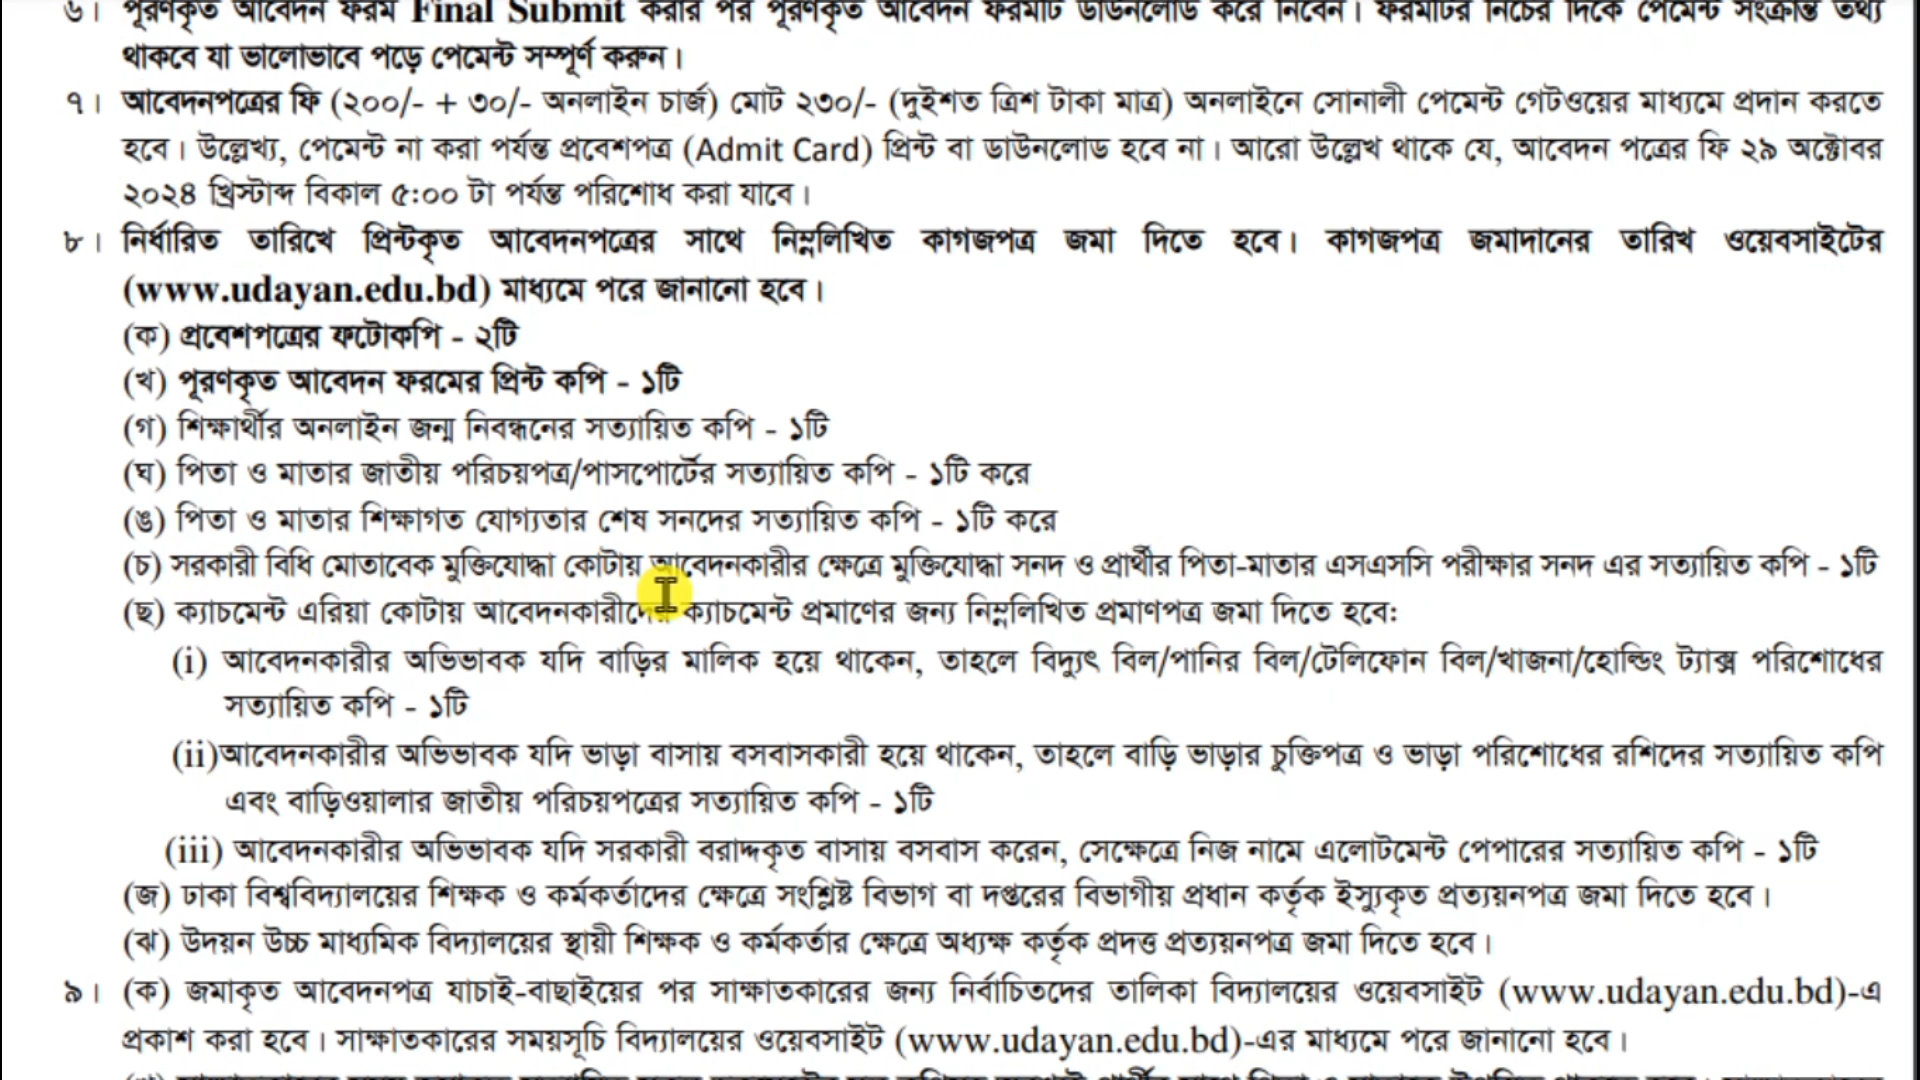 ৬। পূরণকৃত আবেদন ফরম Final Submit করার পর পূরণকৃত আবেদন ফরমটি ডাউনলোড করে নিবেন। ফরমটির নিচের দিকে পেমেন্ট সংক্রান্ত তথ্য
থাকবে যা ভালোভাবে পড়ে পেমেন্ট সম্পূর্ণ করুন।
৭। আবেদনপত্রের ফি (২০০/- + ৩০/- অনলাইন চার্জ) মোট ২৩০/- (দুইশত ত্রিশ টাকা মাত্র) অনলাইনে সোনালী পেমেন্ট গেটওয়ের মাধ্যমে প্রদান করতে
হবে। উল্লেখ্য, পেমেন্ট না করা পর্যন্ত প্রবেশপত্র (Admit Card) প্রিন্ট বা ডাউনলোড হবে না। আরো উল্লেখ থাকে যে, আবেদন পত্রের ফি ২৯ অক্টোবর
২০২৪ খ্রিস্টাব্দ বিকাল ৫:০০ টা পর্যন্ত পরিশোধ করা যাবে।
৮। নির্ধারিত তারিখে প্রিন্টকৃত আবেদনপত্রের সাথে নিম্নলিখিত কাগজপত্র জমা দিতে হবে। কাগজপত্র জমাদানের তারিখ ওয়েবসাইটের
(www.udayan.edu.bd) মাধ্যমে পরে জানানো হবে।
(ক) প্রবেশপত্রের ফটোকপি - ২টি
(খ) পূরণকৃত আবেদন ফরমের প্রিন্ট কপি - ১টি
(গ) শিক্ষার্থীর অনলাইন জন্ম নিবন্ধনের সত্যায়িত কপি - ১টি
(ঘ) পিতা ও মাতার জাতীয় পরিচয়পত্র/পাসপোর্টের সত্যায়িত কপি - ১টি করে
(ঙ) পিতা ও মাতার শিক্ষাগত যোগ্যতার শেষ সনদের সত্যায়িত কপি - ১টি করে
(চ) সরকারী বিধি মোতাবেক মুক্তিযোদ্ধা কোটায় আবেদনকারীর ক্ষেত্রে মুক্তিযোদ্ধা সনদ ও প্রার্থীর পিতা-মাতার এসএসসি পরীক্ষার সনদ এর সত্যায়িত কপি - ১টি
(ছ) ক্যাচমেন্ট এরিয়া কোটায় আবেদনকারীদের ক্যাচমেন্ট প্রমাণের জন্য নিম্নলিখিত প্রমাণপত্র জমা দিতে হবে:
(i) আবেদনকারীর অভিভাবক যদি বাড়ির মালিক হয়ে থাকেন, তাহলে বিদ্যুৎ বিল/পানির বিল/টেলিফোন বিল/খাজনা/হোল্ডিং ট্যাক্স পরিশোধের
সত্যায়িত কপি - ১টি
(ii)আবেদনকারীর অভিভাবক যদি ভাড়া বাসায় বসবাসকারী হয়ে থাকেন, তাহলে বাড়ি ভাড়ার চুক্তিপত্র ও ভাড়া পরিশোধের রশিদের সত্যায়িত কপি
এবং বাড়িওয়ালার জাতীয় পরিচয়পত্রের সত্যায়িত কপি - ১টি
(iii) আবেদনকারীর অভিভাবক যদি সরকারী বরাদ্দকৃত বাসায় বসবাস করেন, সেক্ষেত্রে নিজ নামে এলোটমেন্ট পেপারের সত্যায়িত কপি - ১টি
(জ) ঢাকা বিশ্ববিদ্যালয়ের শিক্ষক ও কর্মকর্তাদের ক্ষেত্রে সংশ্লিষ্ট বিভাগ বা দপ্তরের বিভাগীয় প্রধান কর্তৃক ইস্যুকৃত প্রত্যয়নপত্র জমা দিতে হবে।
(ঝ) উদয়ন উচ্চ মাধ্যমিক বিদ্যালয়ের স্থায়ী শিক্ষক ও কর্মকর্তার ক্ষেত্রে অধ্যক্ষ কর্তৃক প্রদত্ত প্রত্যয়নপত্র জমা দিতে হবে।
৯। (ক) জমাকৃত আবেদনপত্র যাচাই-বাছাইয়ের পর সাক্ষাতকারের জন্য নির্বাচিতদের তালিকা বিদ্যালয়ের ওয়েবসাইট (www.udayan.edu.bd)-এ
প্রকাশ করা হবে। সাক্ষাতকারের সময়সূচি বিদ্যালয়ের ওয়েবসাইট (www.udayan.edu.bd)-এর মাধ্যমে পরে জানানো হবে।